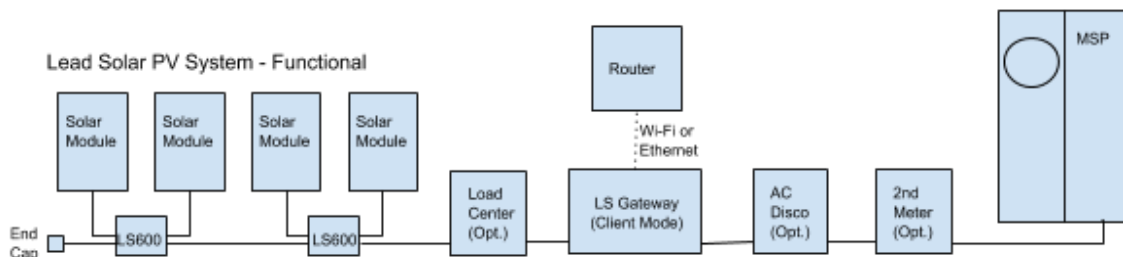 Lead Solar PV System - Functional
Solar
Module
Solar
Module
Solar
Module
Solar
Module
LS600
LS600
End
Cap
Load
Center
(Opt.)
Router
Wi-Fi or
Ethernet
LS Gateway
(Client Mode)
AC
Disco
(Opt.)
2nd
Meter
(Opt.)
MSP